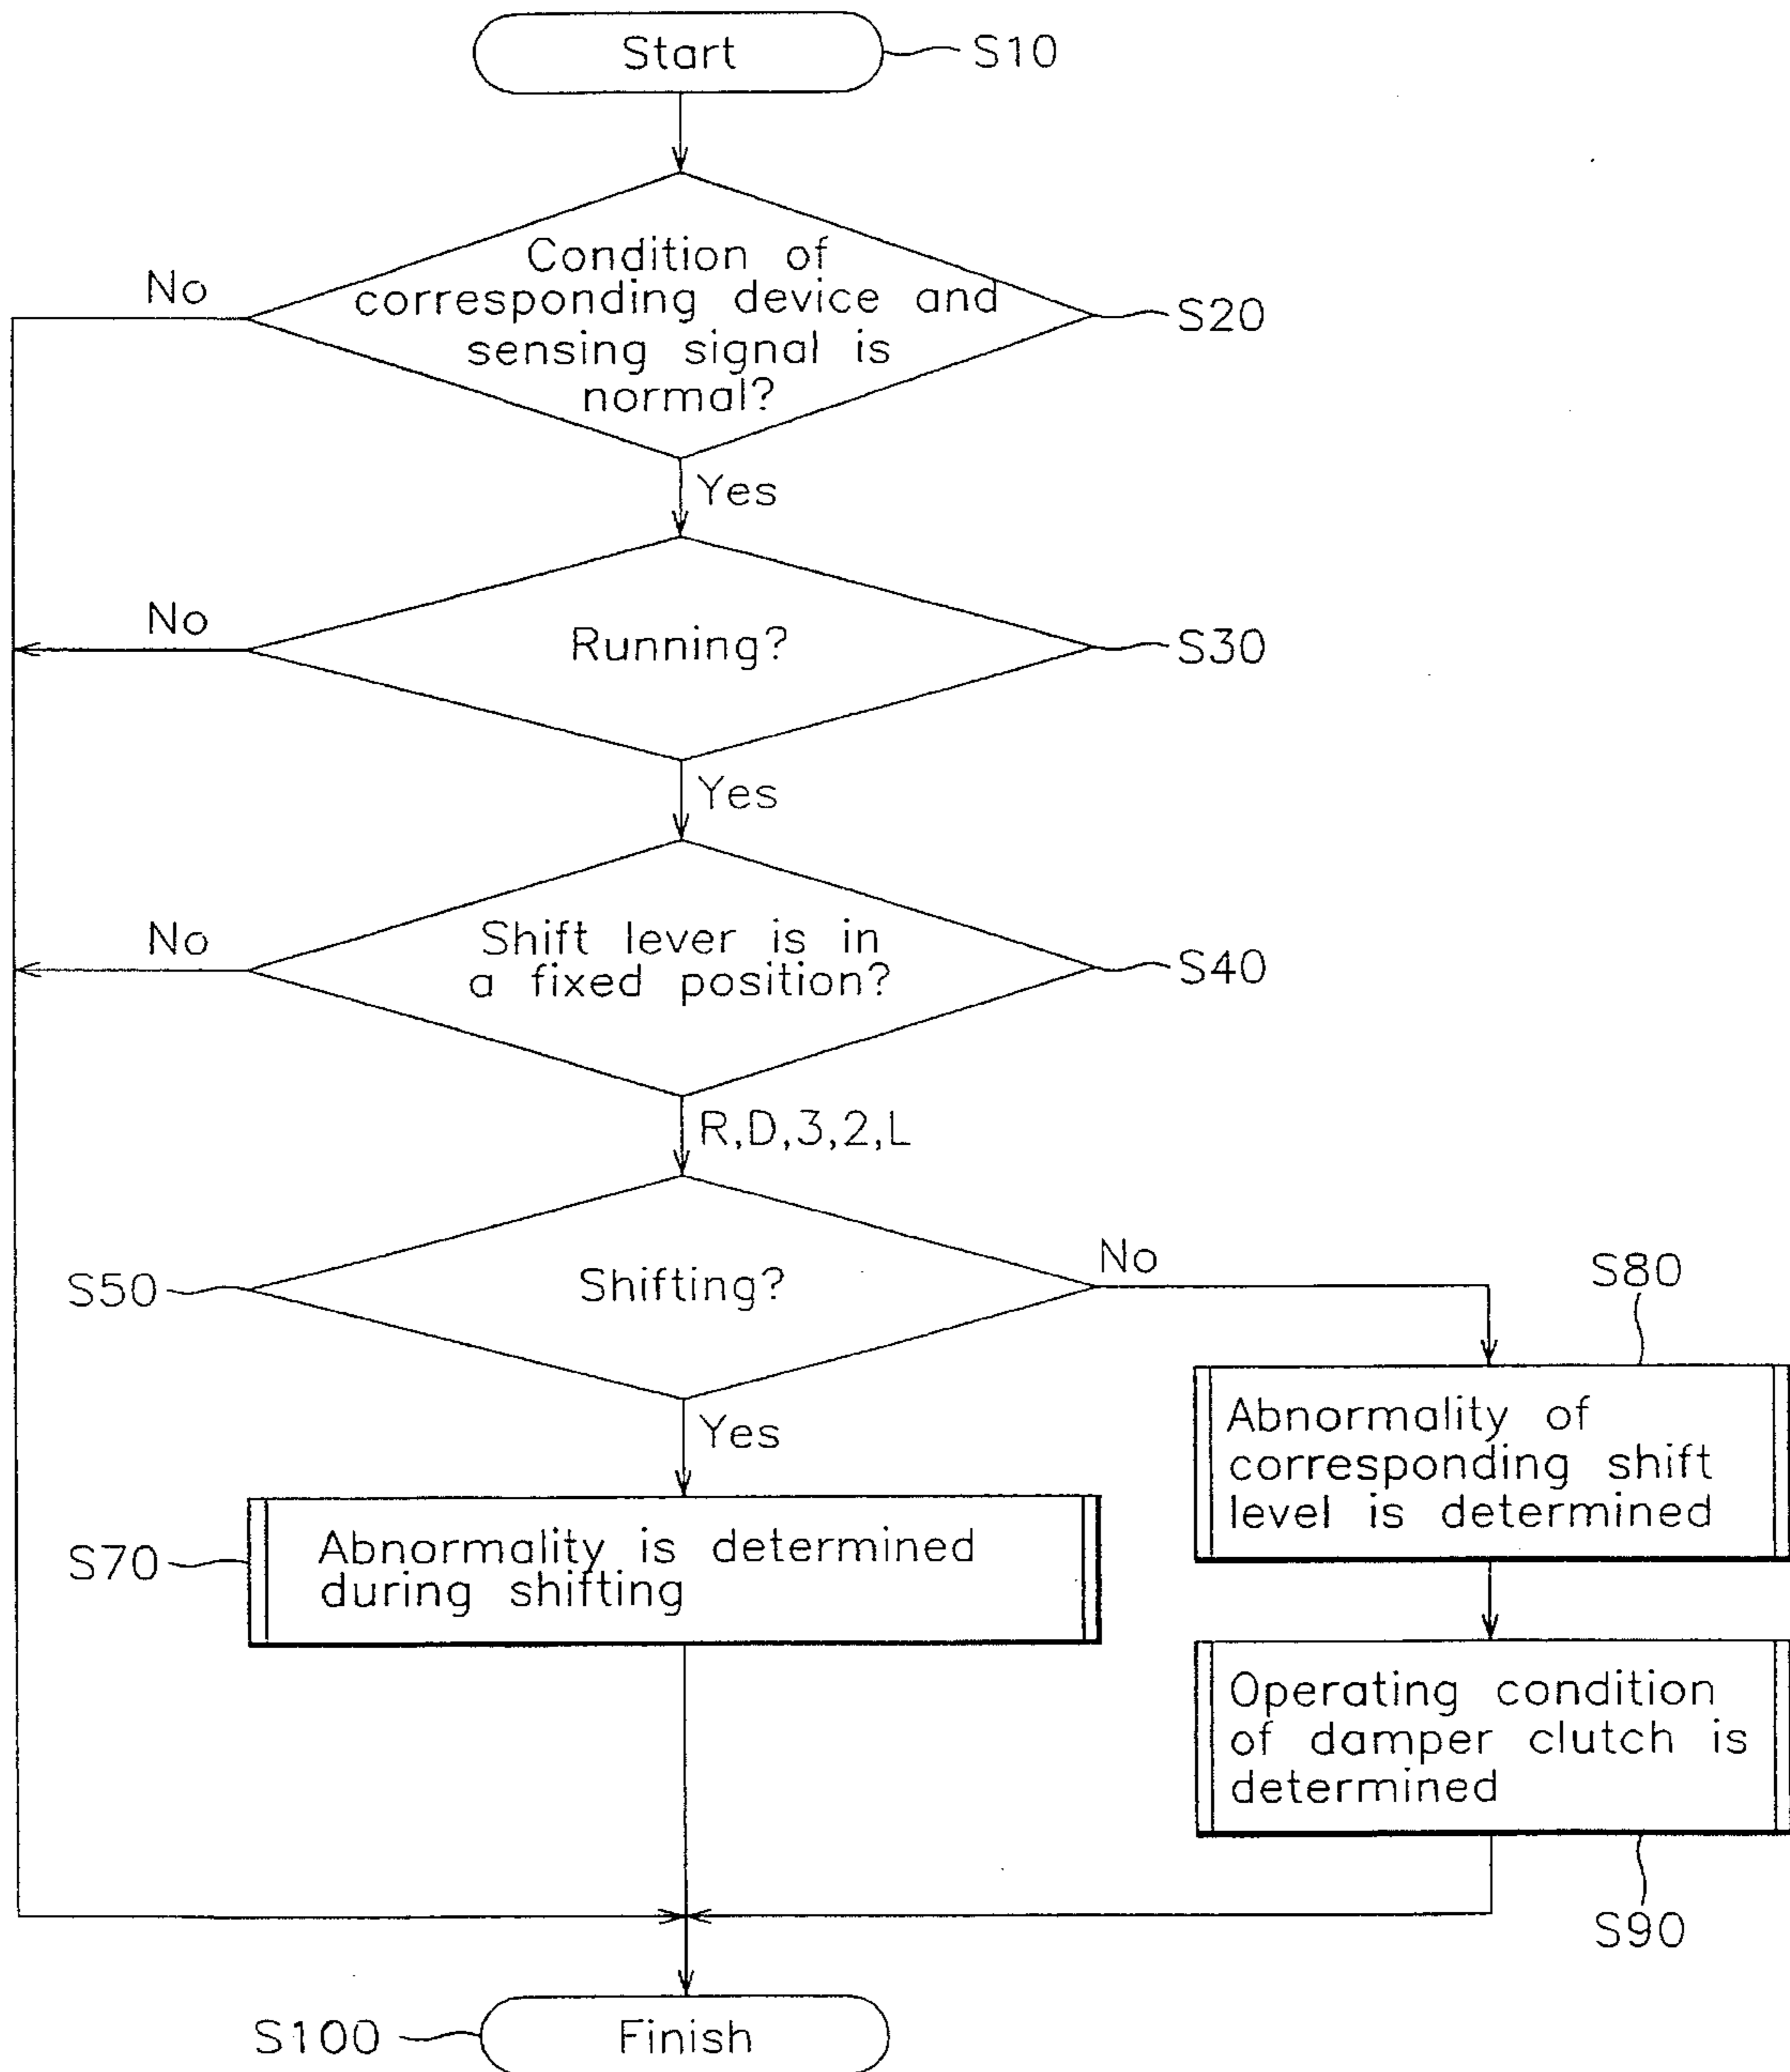 Start
S10
Condition of
corresponding device and
sensing signal is
normal?
No
S20
Yes
Running?
No
S30
Yes
Shift lever is in
a fixed position?
No
S40
R,D,3,2,L
Shifting?
S50
No
Yes
S80
Abnormality of
corresponding shift
level is determined
Abnormality is determined
during shifting
S70
Operating condition
of damper clutch is
determined
S90
Finish
S100